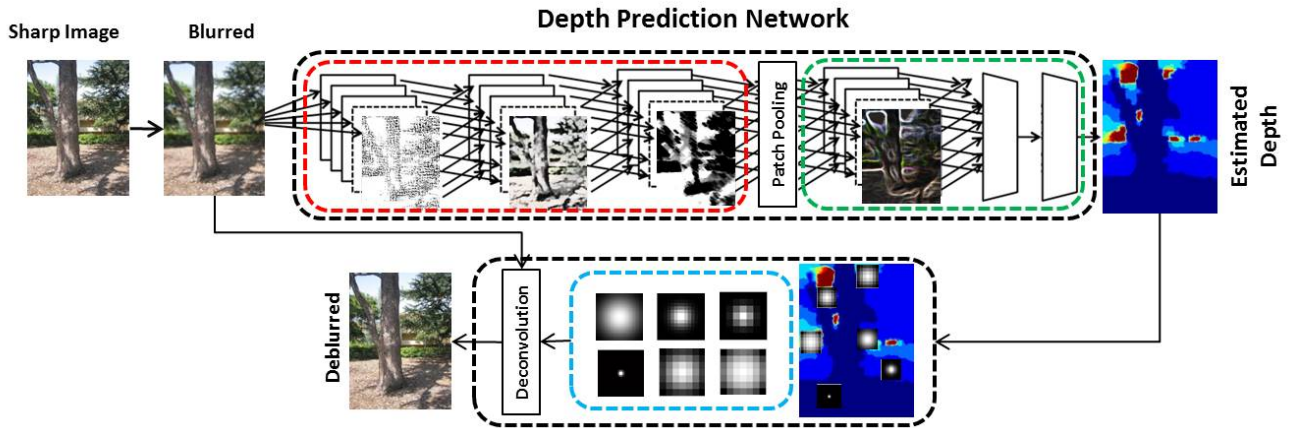 Depth Prediction Network
Sharp Image
Blurred
Patch Pooling
Estimated
Depth
Deblurred
Deconvolution